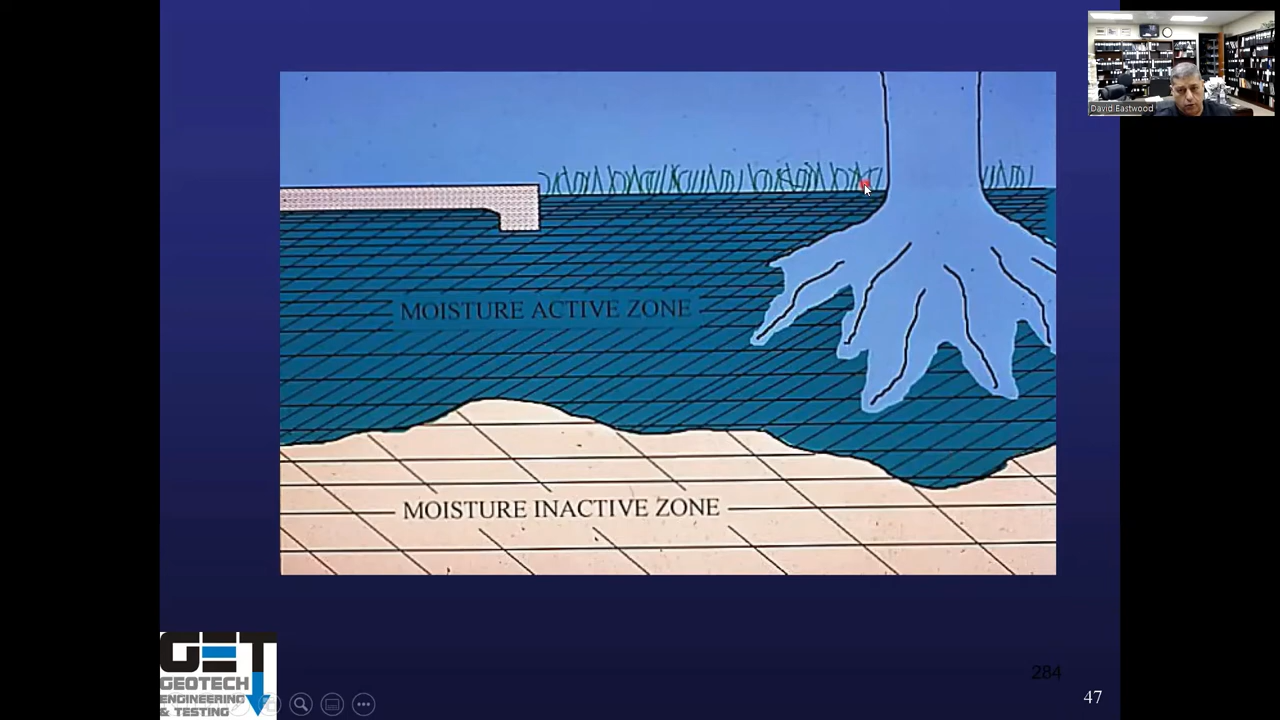 David Eastwood
MOISTURE ACTIVE ZONE
MOISTURE INACTIVE ZONE
GET
GEOTECH
ENGINEERING
& TESTING
284
47